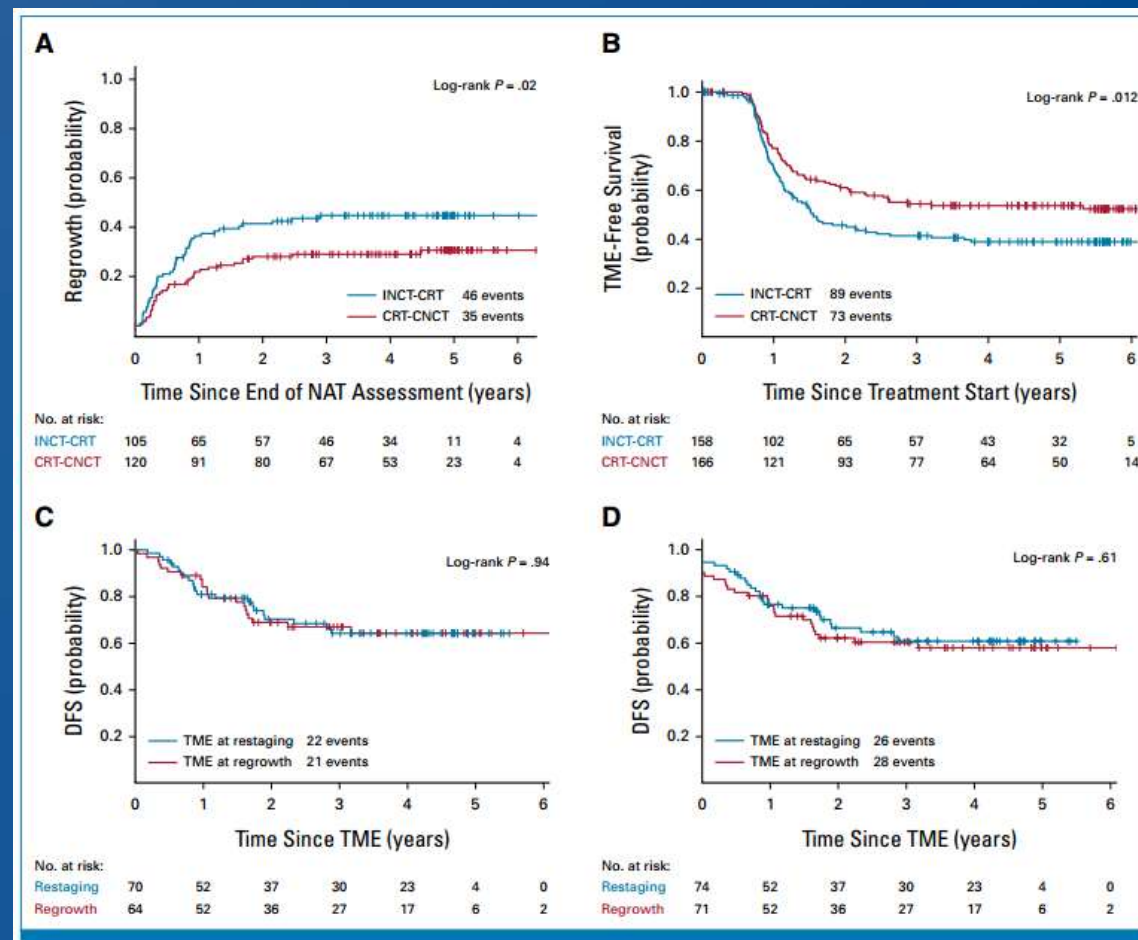 A
Log-rank P = .02
Regrowth (probability)
1.0
0.8
0.6
0.4
0.2
INCT-CRT 46 events
CRT-CNCT 35 events
0 1 2 3 4 5 6
Time Since End of NAT Assessment (years)
No. at risk:
INCT-CRT 105 65 57 46 34 11 4
CRT-CNCT 120 91 80 67 53 23 4
B
Log-rank P = .012
TME-Free Survival
(probability)
1.0
0.8
0.6
0.4
0.2
INCT-CRT 89 events
CRT-CNCT 73 events
0 1 2 3 4 5 6
Time Since Treatment Start (years)
No. at risk:
INCT-CRT 158 102 65 57 43 32 5
CRT-CNCT 166 121 93 77 64 50 14
C
Log-rank P = .94
DFS (probability)
1.0
0.8
0.6
0.4
0.2
TME at restaging 22 events
TME at regrowth 21 events
0 1 2 3 4 5 6
Time Since TME (years)
No. at risk:
Restaging 70 52 37 30 23 4 0
Regrowth 64 52 36 27 17 6 2
D
Log-rank P = .61
DFS (probability)
1.0
0.8
0.6
0.4
0.2
TME at restaging 26 events
TME at regrowth 28 events
0 1 2 3 4 5 6
Time Since TME (years)
No. at risk:
Restaging 74 52 37 30 23 4 0
Regrowth 71 52 36 27 17 6 2